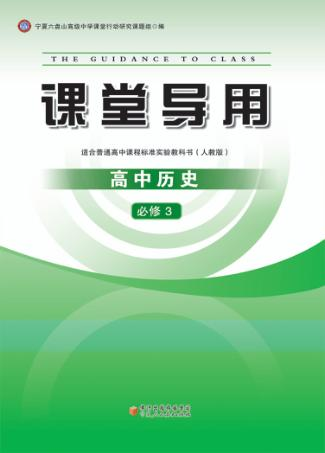 宁夏六盘山高级中学课堂行动研究课题组◎编
THE GUIDANCE TO CLASS
课堂导用
适合普通高中课程标准实验教科书（人教版）
高中历史
必修 3